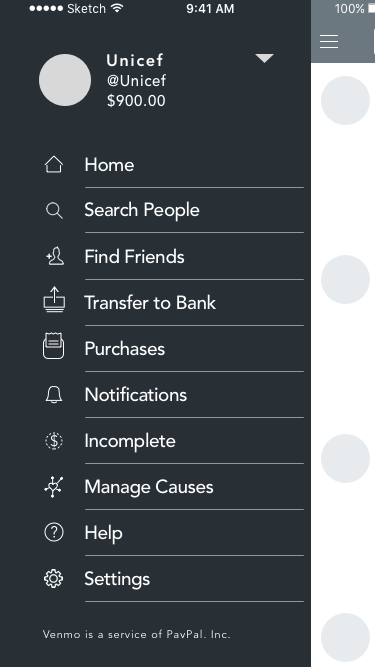 Sketch 9:41 AM 100%
Unicef
@Unicef
$900.00
Home
Search People
Find Friends
Transfer to Bank
Purchases
Notifications
$ Incomplete
Manage Causes
? Help
Settings
Venmo is a service of PavPal. Inc.